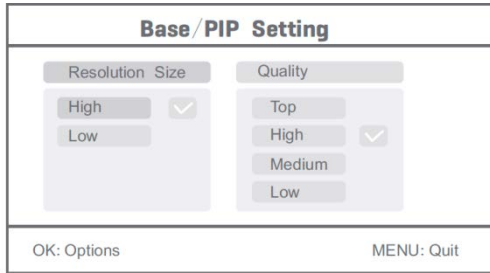 Base/PIP Setting
Resolution Size
High
Low
Quality
Top
High
Medium
Low
OK: Options
MENU: Quit